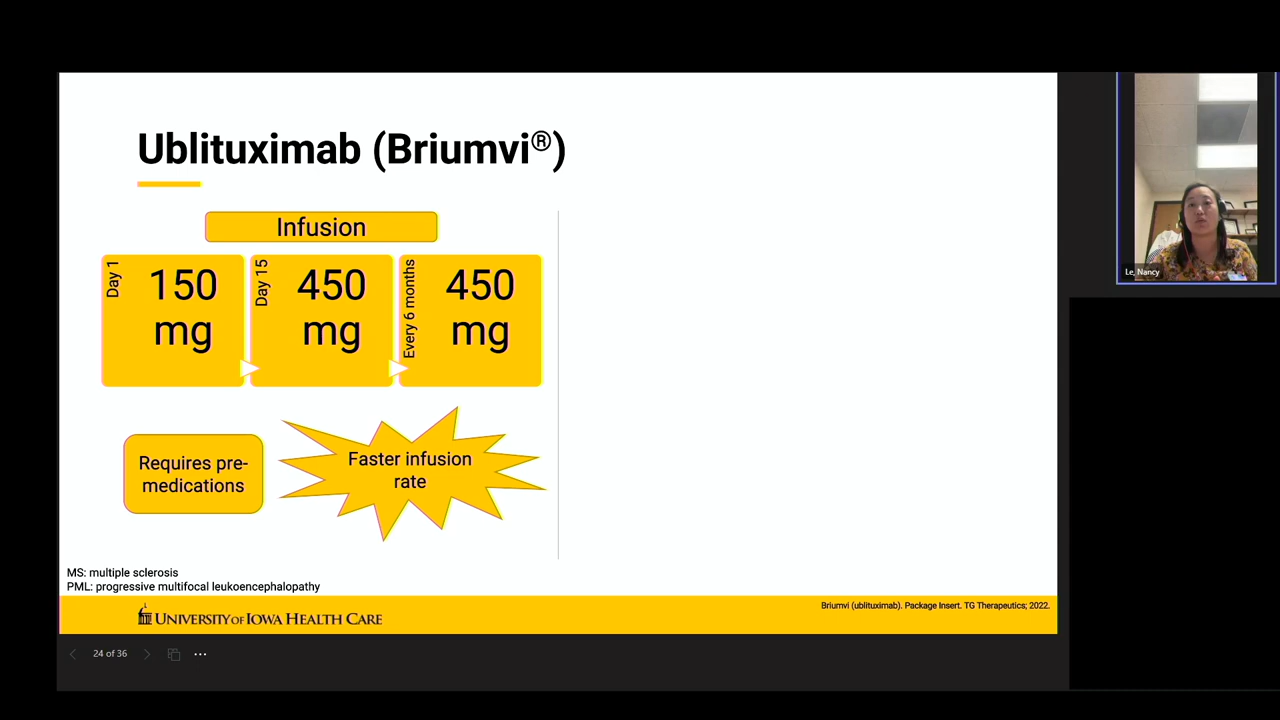 Ublituximab (Briumvi®)
Infusion
Day 1
150
mg
Day 15
450
mg
Every 6 months
450
mg
Requires pre-
medications
Faster infusion
rate
MS: multiple sclerosis
PML: progressive multifocal leukoencephalopathy
Briumvi (ublituximab). Package Insert. TG Therapeutics; 2022.
UNIVERSITY OF IOWA HEALTH CARE
24 of 36
Le, Nancy